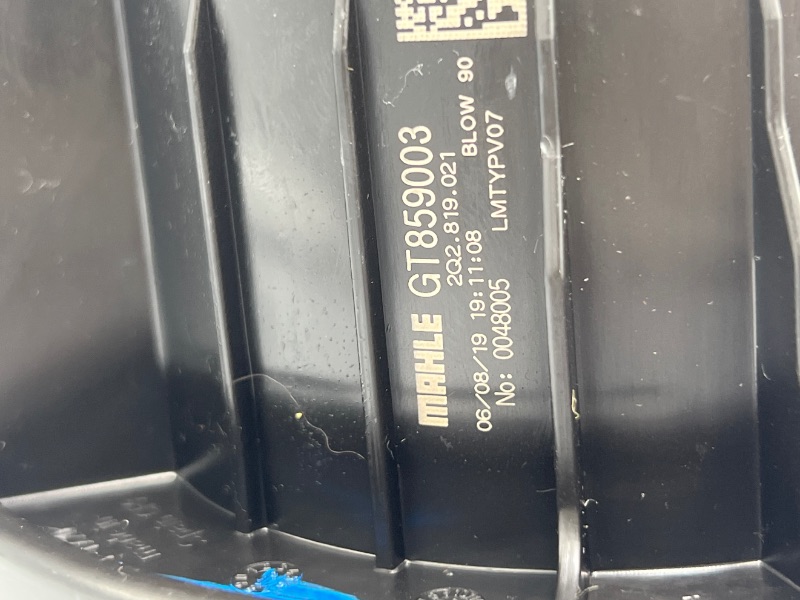 MAHLE GT859003
2Q2.819.021
06/08/19 19:11:08 BLOW 90
No: 0048005 LMTYPV07